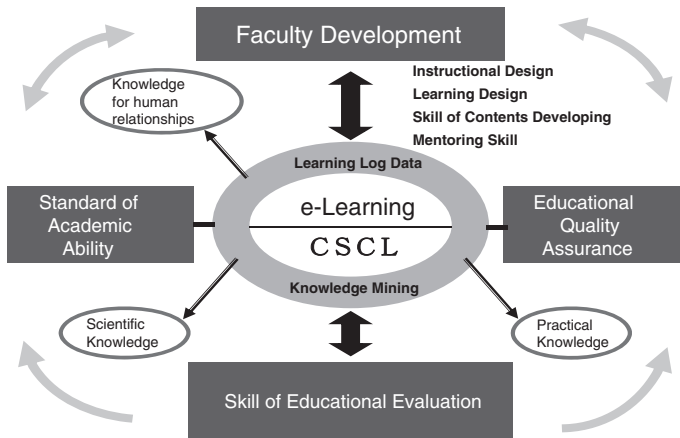 Faculty Development
Instructional Design
Learning Design
Skill of Contents Developing
Mentoring Skill
Knowledge
for human
relationships
Learning Log Data
Standard of
Academic
Ability
e-Learning
CSCL
Educational
Quality
Assurance
Knowledge Mining
Scientific
Knowledge
Practical
Knowledge
Skill of Educational Evaluation